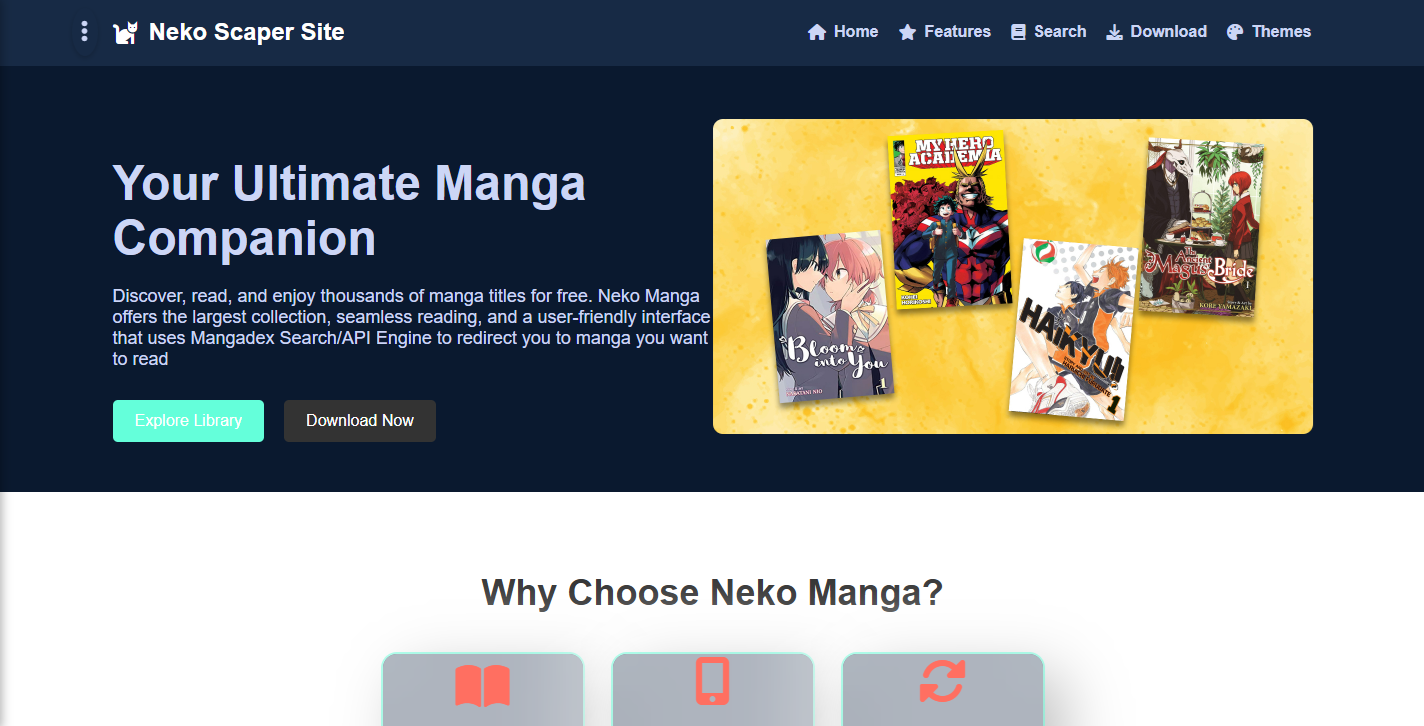 Neko Scaper Site
Home
Features
Search
Download
Themes
Your Ultimate Manga
Companion
Discover, read, and enjoy thousands of manga titles for free. Neko Manga
offers the largest collection, seamless reading, and a user-friendly interface
that uses Mangadex Search/API Engine to redirect you to manga you want
to read
Explore Library
Download Now
MY HERO
ACADEMIA
KOHEI
HORIKOSHI
Bloom
into You
1
HAIKYU!!
1
The
Ancient
Magus'
Bride
1
KORE YAMAZAKI
Why Choose Neko Manga?